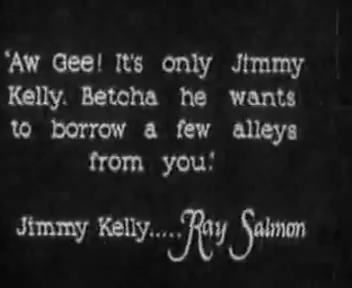 'Aw Gee! It's only Jimmy
Kelly. Betcha he wants
to borrow a few alleys
from you.'
Jimmy Kelly.....Ray Salmon